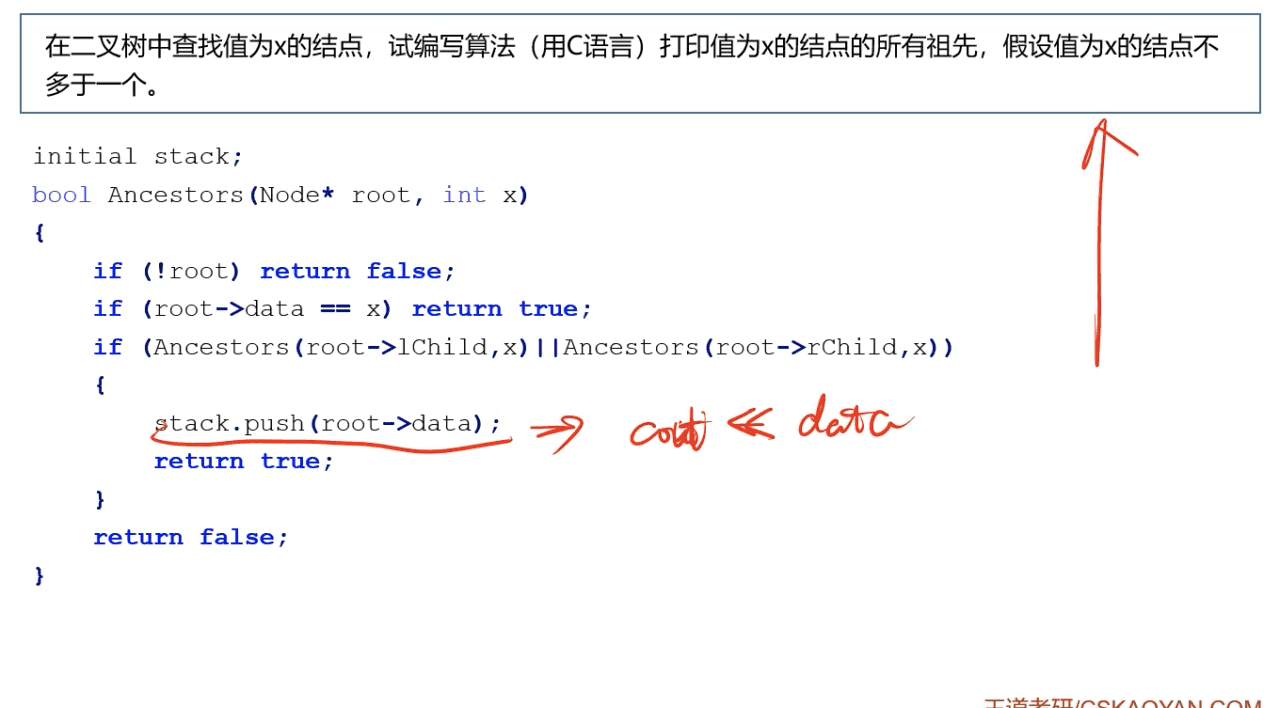 在二叉树中查找值为x的结点，试编写算法（用C语言）打印值为x的结点的所有祖先，假设值为x的结点不
多于一个。
initial stack;
bool Ancestors(Node* root, int x)
{
if (!root) return false;
if (root->data == x) return true;
if (Ancestors(root->lChild,x)||Ancestors(root->rChild,x))
{
stack.push(root->data); cout << data
return true;
}
return false;
}
王道考研/CSKAOYAN.COM